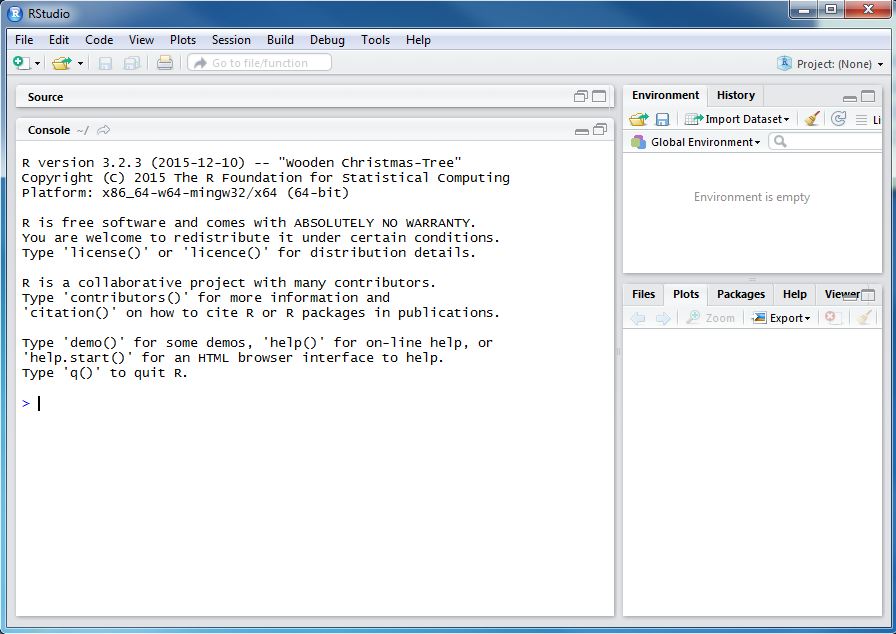 RStudio
File Edit Code View Plots Session Build Debug Tools Help
Go to file/function Project: (None)
Source
Console ~/
R version 3.2.3 (2015-12-10) -- "Wooden Christmas-Tree"
Copyright (C) 2015 The R Foundation for Statistical Computing
Platform: x86_64-w64-mingw32/x64 (64-bit)
R is free software and comes with ABSOLUTELY NO WARRANTY.
You are welcome to redistribute it under certain conditions.
Type 'license()' or 'licence()' for distribution details.
R is a collaborative project with many contributors.
Type 'contributors()' for more information and
'citation()' on how to cite R or R packages in publications.
Type 'demo()' for some demos, 'help()' for on-line help, or
'help.start()' for an HTML browser interface to help.
Type 'q()' to quit R.
>
Environment History
Import Dataset Li
Global Environment
Environment is empty
Files Plots Packages Help Viewer
Zoom Export